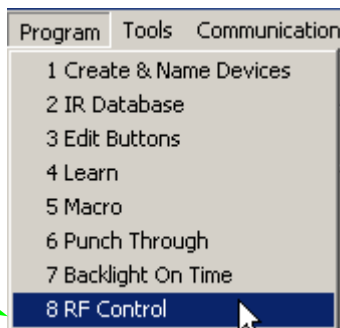 Program Tools Communication
1 Create & Name Devices
2 IR Database
3 Edit Buttons
4 Learn
5 Macro
6 Punch Through
7 Backlight On Time
8 RF Control